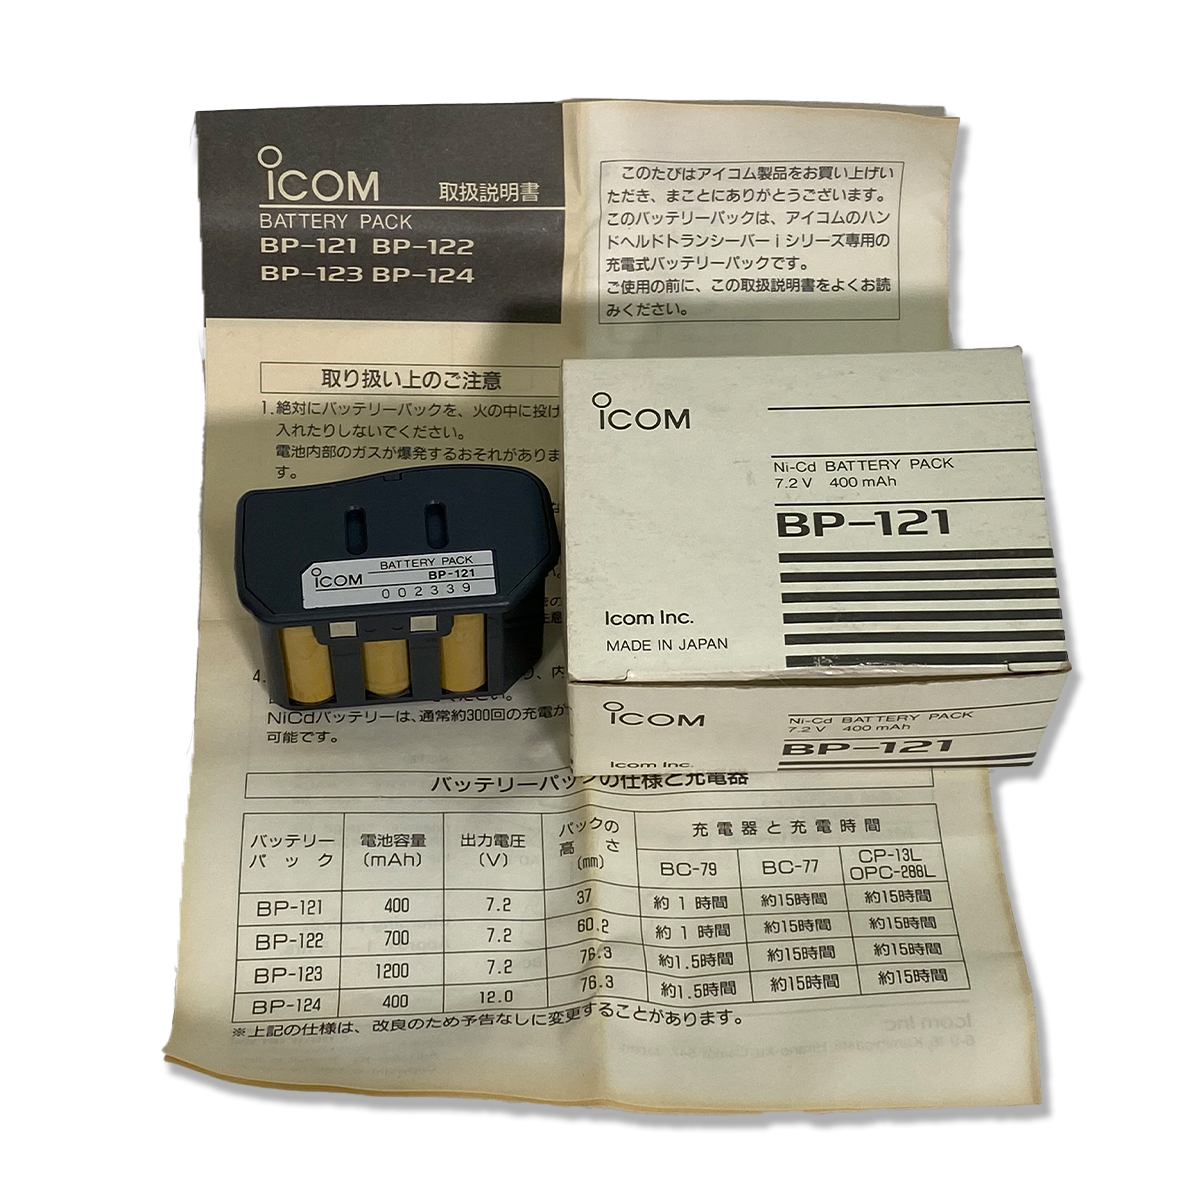 ICOM 取扱説明書
BATTERY PACK
BP-121 BP-122
BP-123 BP-124
このたびはアイコム製品をお買い上げい
ただき、まことにありがとうございます。
このバッテリーパックは、アイコムのハン
ドヘルドトランシーバー i シリーズ専用の
充電式バッテリーパックです。
ご使用の前に、この取扱説明書をよくお読
みください。
取り扱い上のご注意
1.絶対にバッテリーパックを、火の中に投げ
入れたりしないでください。
電池内部のガスが爆発するおそれがありま
す。
4.
NiCdバッテリーは、通常約300回の充電が
可能です。
ICOM
BATTERY PACK
BP-121
002339
ICOM
Ni-Cd BATTERY PACK
7.2 V 400 mAh
BP-121
Icom Inc.
MADE IN JAPAN
ICOM
Ni-Cd BATTERY PACK
7.2 V 400 mAh
BP-121
Icom Inc.
バッテリーパックの仕様と充電器
バッテリーパック 電池容量(mAh) 出力電圧(V) パックの高さ(mm) 充電器と充電時間
BC-79 BC-77 CP-13L OPC-288L
BP-121 400 7.2 37 約1時間 約15時間 約15時間
BP-122 700 7.2 60.2 約1時間 約15時間 約15時間
BP-123 1200 7.2 76.3 約1.5時間 約15時間 約15時間
BP-124 400 12.0 76.3 約1.5時間 約15時間 約15時間
※上記の仕様は、改良のため予告なしに変更することがあります。